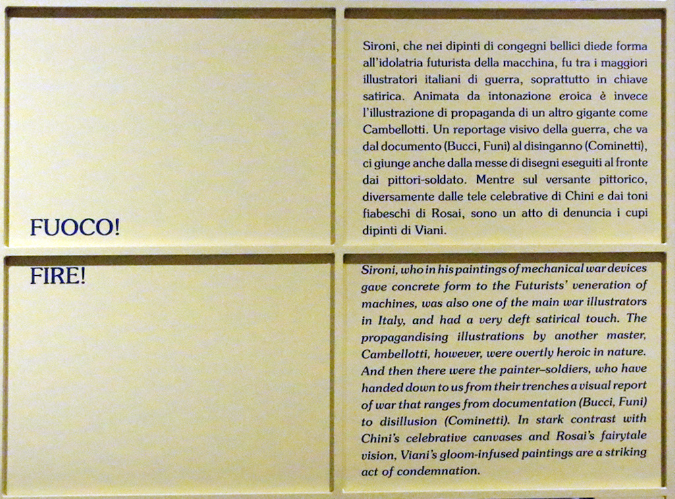 FUOCO!
Sironi, che nei dipinti di congegni bellici diede forma
all'idolatria futurista della macchina, fu tra i maggiori
illustratori italiani di guerra, soprattutto in chiave
satirica. Animata da intonazione eroica è invece
l'illustrazione di propaganda di un altro gigante come
Cambellotti. Un reportage visivo della guerra, che va
dal documento (Bucci, Funi) al disinganno (Cominetti),
ci giunge anche dalla messe di disegni eseguiti al fronte
dai pittori-soldato. Mentre sul versante pittorico,
diversamente dalle tele celebrative di Chini e dai toni
fiabeschi di Rosai, sono un atto di denuncia i cupi
dipinti di Viani.
FIRE!
Sironi, who in his paintings of mechanical war devices
gave concrete form to the Futurists' veneration of
machines, was also one of the main war illustrators
in Italy, and had a very deft satirical touch. The
propagandising illustrations by another master,
Cambellotti, however, were overtly heroic in nature.
And then there were the painter–soldiers, who have
handed down to us from their trenches a visual report
of war that ranges from documentation (Bucci, Funi)
to disillusion (Cominetti). In stark contrast with
Chini's celebrative canvases and Rosai's fairytale
vision, Viani's gloom-infused paintings are a striking
act of condemnation.